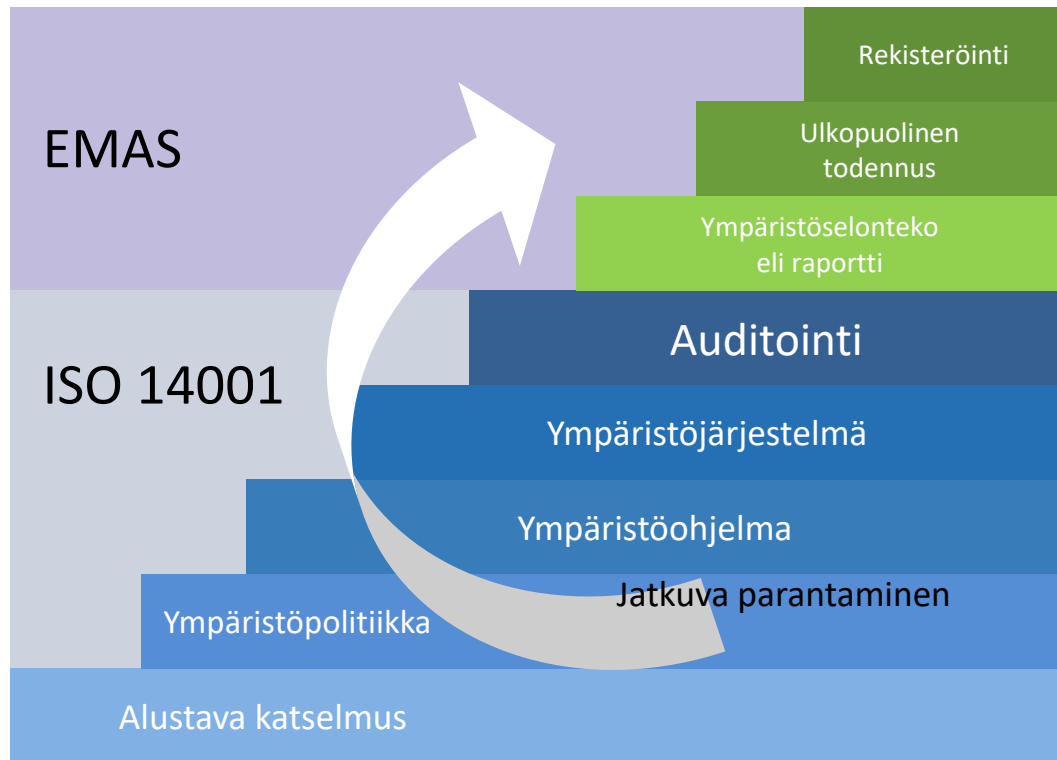 Rekisteröinti
EMAS
Ulkopuolinen
todennus
Ympäristöselonteko
eli raportti
Auditointi
ISO 14001
Ympäristöjärjestelmä
Ympäristöohjelma
Jatkuva parantaminen
Ympäristöpolitiikka
Alustava katselmus